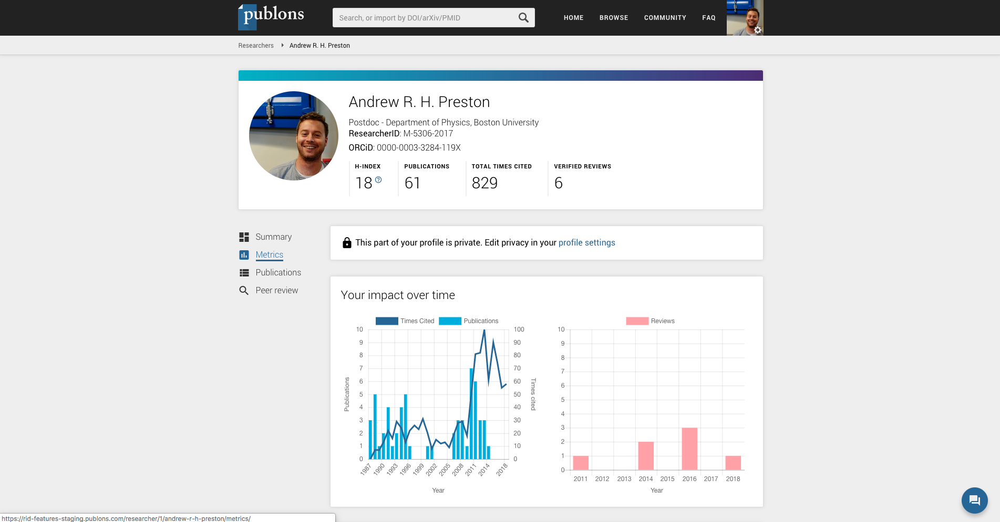 publons
Search, or import by DOI/arXiv/PMID
HOME BROWSE COMMUNITY FAQ
Researchers Andrew R. H. Preston
Andrew R. H. Preston
Postdoc - Department of Physics, Boston University
ResearcherID: M-5306-2017
ORCiD: 0000-0003-3284-119X
H-INDEX PUBLICATIONS TOTAL TIMES CITED VERIFIED REVIEWS
18 ? 61 829 6
Summary
Metrics
Publications
Peer review
This part of your profile is private. Edit privacy in your profile settings
Your impact over time
Times Cited Publications
10 100
9 90
8 80
7 70
6 60
5 50
4 40
3 30
2 20
1 10
0 0
Publications
Times cited
1987 1990 1993 1996 1999 2002 2005 2008 2011 2014 2018
Year
Reviews
10
9
8
7
6
5
4
3
2
1
0
2011 2012 2013 2014 2015 2016 2017 2018
Year
https://rid-features-staging.publons.com/researcher/1/andrew-r-h-preston/metrics/